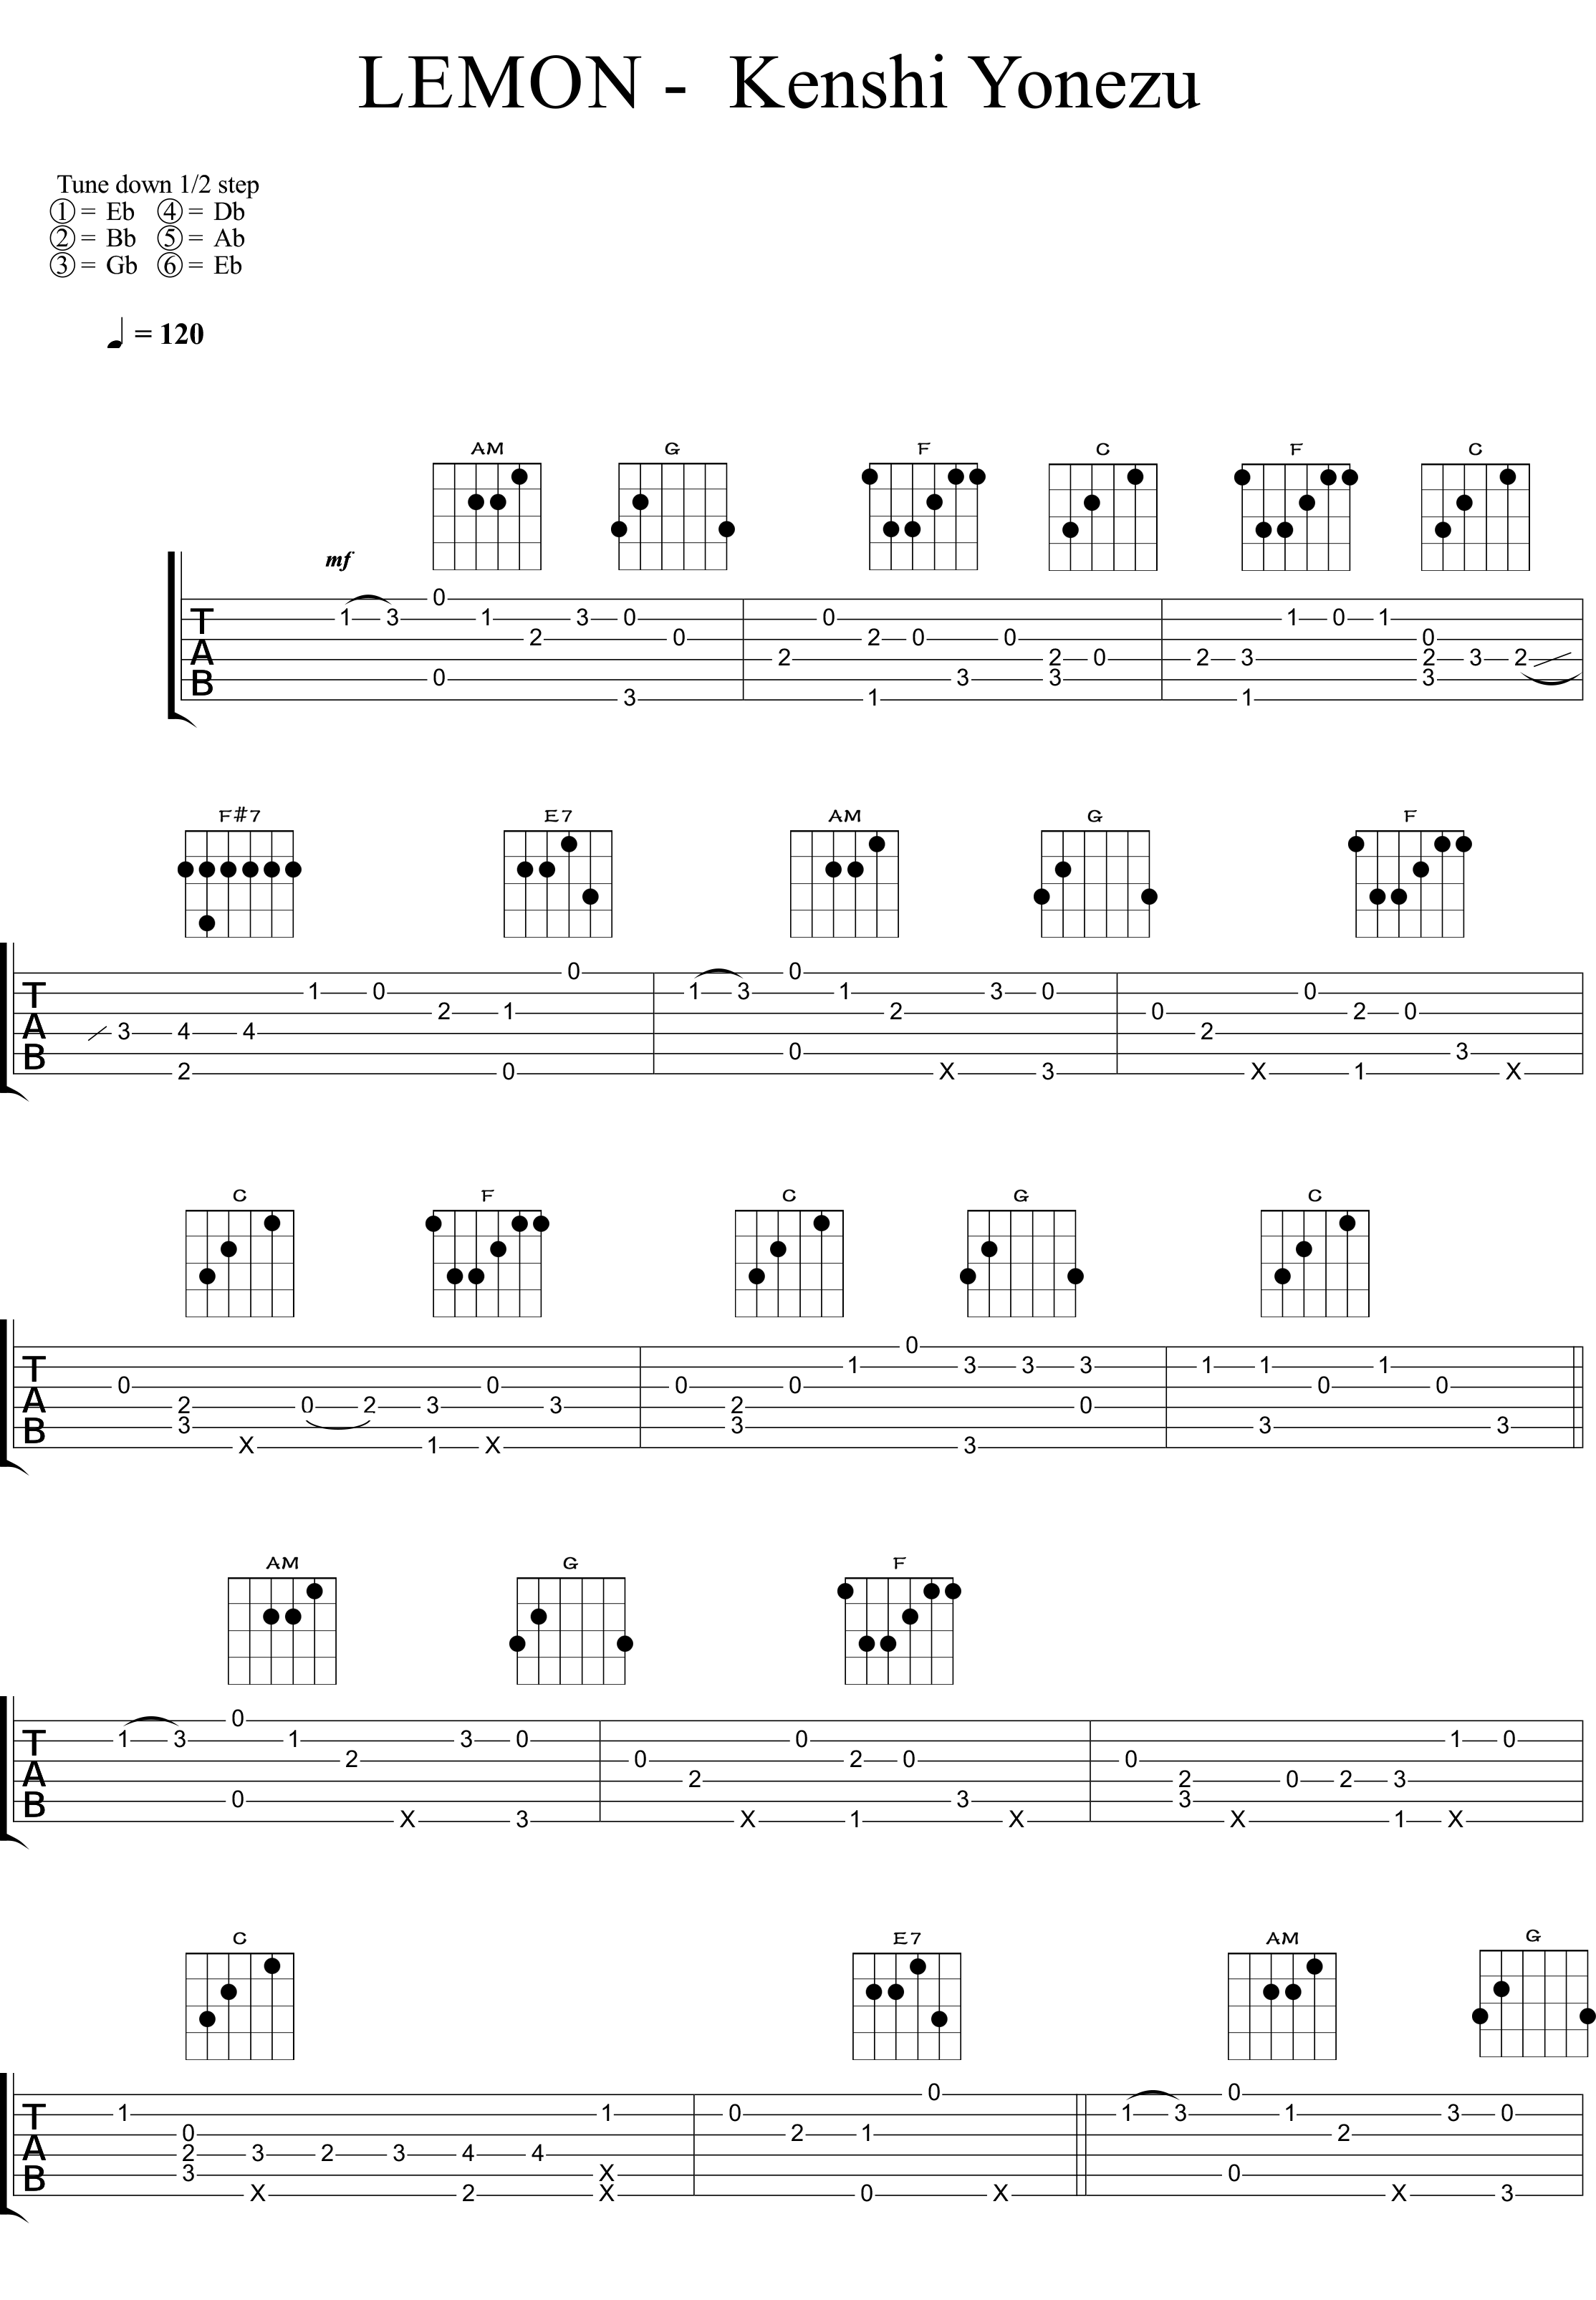 LEMON - Kenshi Yonezu
Tune down 1/2 step
① = Eb ④ = Db
② = Bb ⑤ = Ab
③ = Gb ⑥ = Eb
♩ = 120
AM G F C F C
mf
0
T 1 3 1 3 0 0 1 0 1
2 0 2 0 0 0
A 2 2 0 2 3 2 3 2
B 0 3 3 3
3 1 1
F#7 E7 AM G F
0 0
T 1 0 1 3 1 3 0 0
2 1 2 0 2 0
A 3 4 4 2
B 0 3
2 0 X 3 X 1 X
C F C G C
0
T 1 3 3 3 1 1 1
0 0 0 0 0 0
A 2 0 2 3 3 2 0
B 3 3 3 3
X 1 X 3
AM G F
0
T 1 3 1 3 0 0 1 0
2 0 2 0 0
A 2 2 0 2 3
B 0 3 3
X 3 X 1 X X 1 X
C E7 AM G
0 0
T 1 1 0 1 3 1 3 0
0 2 1 2
A 2 3 2 3 4 4
B 3 X 0
X 2 X 0 X X 3